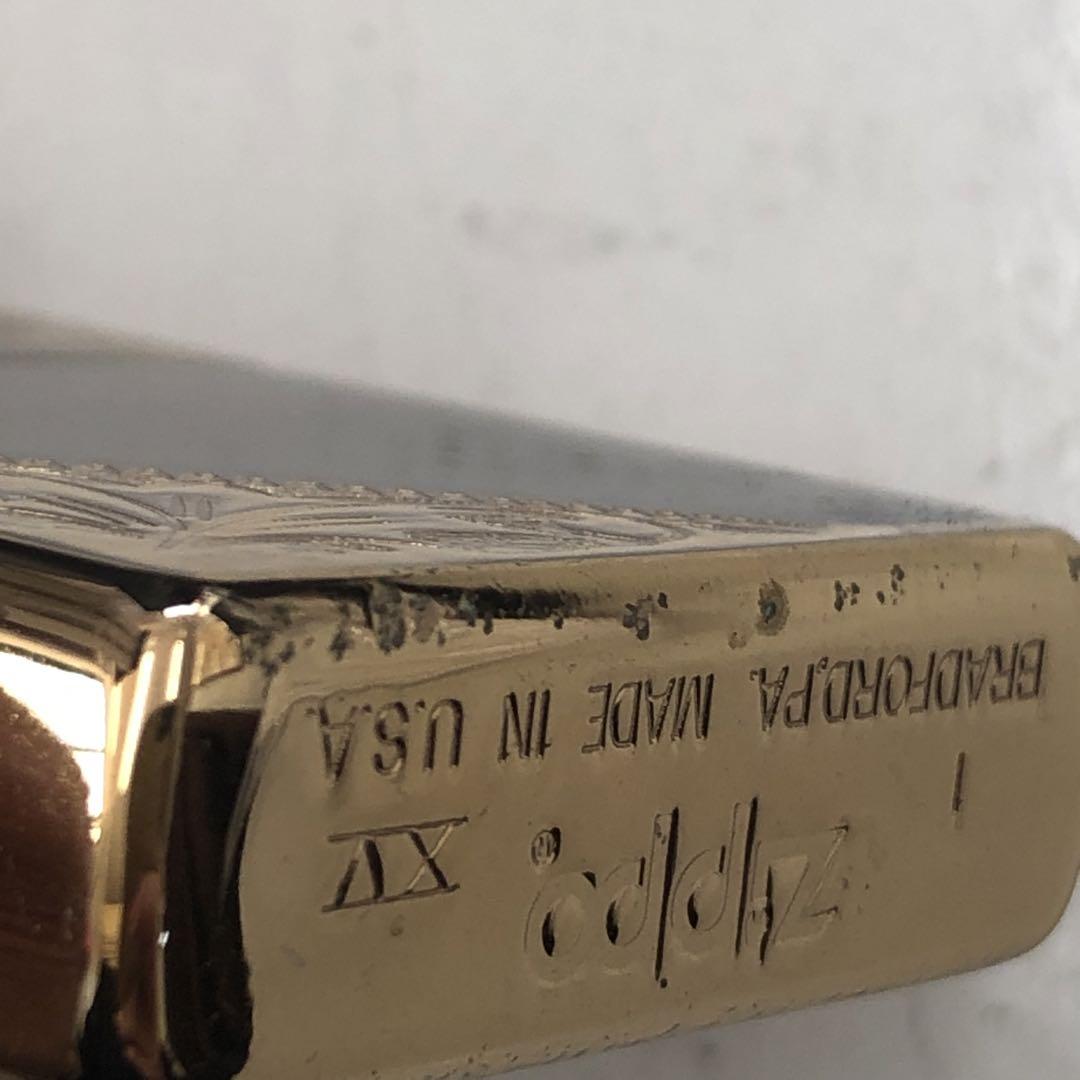 I Zippo ® XV
BRADFORD,PA. MADE IN U.S.A.